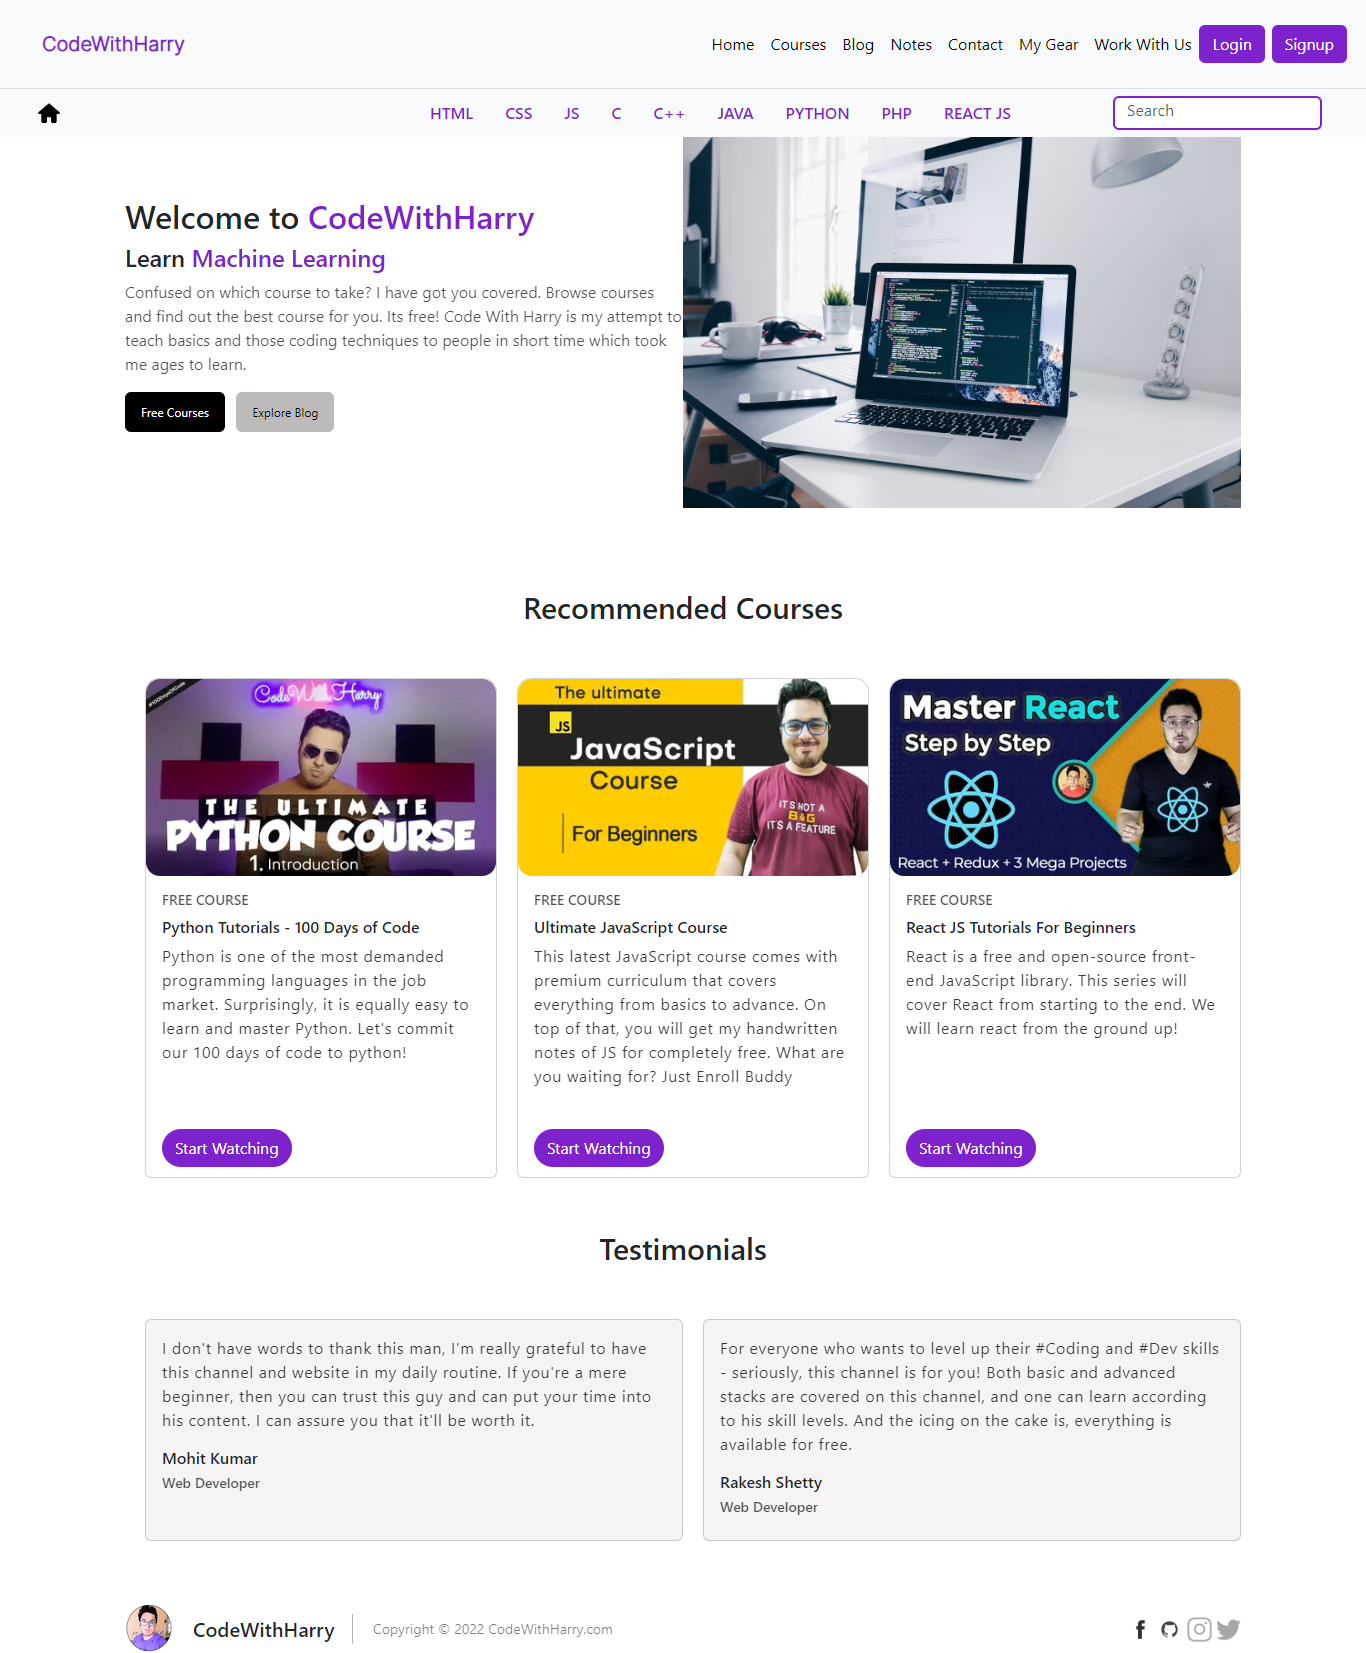 CodeWithHarry
Home Courses Blog Notes Contact My Gear Work With Us Login Signup
HTML CSS JS C C++ JAVA PYTHON PHP REACT JS Search
Welcome to CodeWithHarry
Learn Machine Learning
Confused on which course to take? I have got you covered. Browse courses
and find out the best course for you. Its free! Code With Harry is my attempt to
teach basics and those coding techniques to people in short time which took
me ages to learn.
Free Courses Explore Blog
Recommended Courses
#100DaysOfCode
CodeWithHarry
THE ULTIMATE
PYTHON COURSE
1. Introduction
FREE COURSE
Python Tutorials - 100 Days of Code
Python is one of the most demanded
programming languages in the job
market. Surprisingly, it is equally easy to
learn and master Python. Let's commit
our 100 days of code to python!
Start Watching
The ultimate
JS
JavaScript
Course
For Beginners
IT'S NOT A
BUG
IT'S A FEATURE
FREE COURSE
Ultimate JavaScript Course
This latest JavaScript course comes with
premium curriculum that covers
everything from basics to advance. On
top of that, you will get my handwritten
notes of JS for completely free. What are
you waiting for? Just Enroll Buddy
Start Watching
Master React
Step by Step
React + Redux + 3 Mega Projects
FREE COURSE
React JS Tutorials For Beginners
React is a free and open-source front-
end JavaScript library. This series will
cover React from starting to the end. We
will learn react from the ground up!
Start Watching
Testimonials
I don't have words to thank this man, I'm really grateful to have
this channel and website in my daily routine. If you're a mere
beginner, then you can trust this guy and can put your time into
his content. I can assure you that it'll be worth it.
Mohit Kumar
Web Developer
For everyone who wants to level up their #Coding and #Dev skills
- seriously, this channel is for you! Both basic and advanced
stacks are covered on this channel, and one can learn according
to his skill levels. And the icing on the cake is, everything is
available for free.
Rakesh Shetty
Web Developer
CodeWithHarry
Copyright © 2022 CodeWithHarry.com